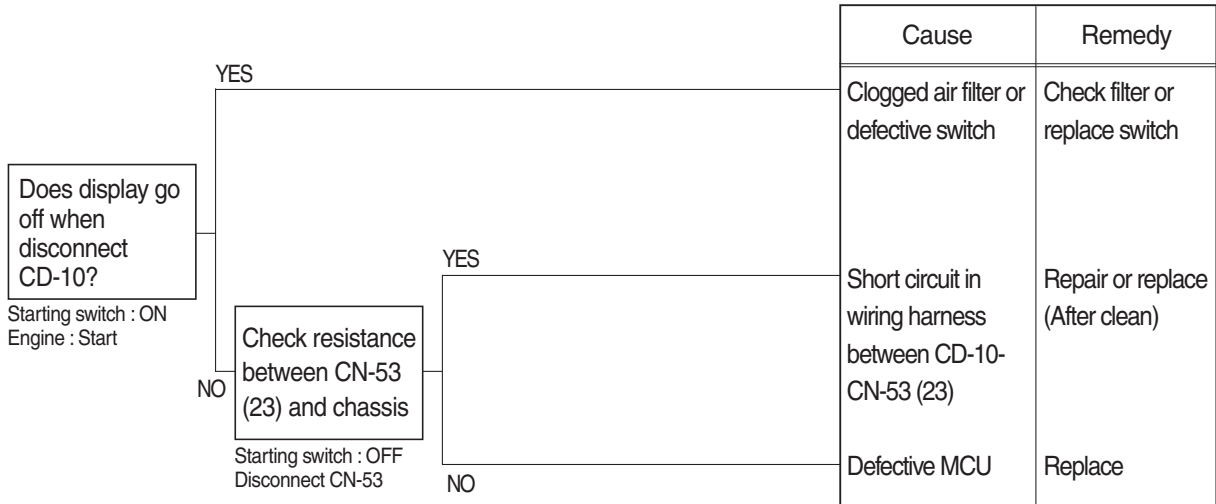 Cause
Remedy
YES
Clogged air filter or
defective switch
Check filter or
replace switch
Does display go
off when
disconnect
CD-10?
Starting switch : ON
Engine : Start
YES
Short circuit in
wiring harness
between CD-10-
CN-53 (23)
Repair or replace
(After clean)
NO
Check resistance
between CN-53
(23) and chassis
Starting switch : OFF
Disconnect CN-53
NO
Defective MCU
Replace